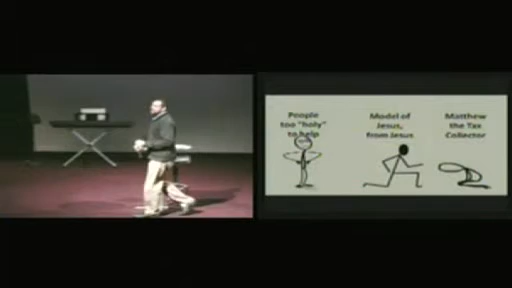 People
too "holy"
to help
Model of
Jesus,
from Jesus
Matthew
the Tax
Collector